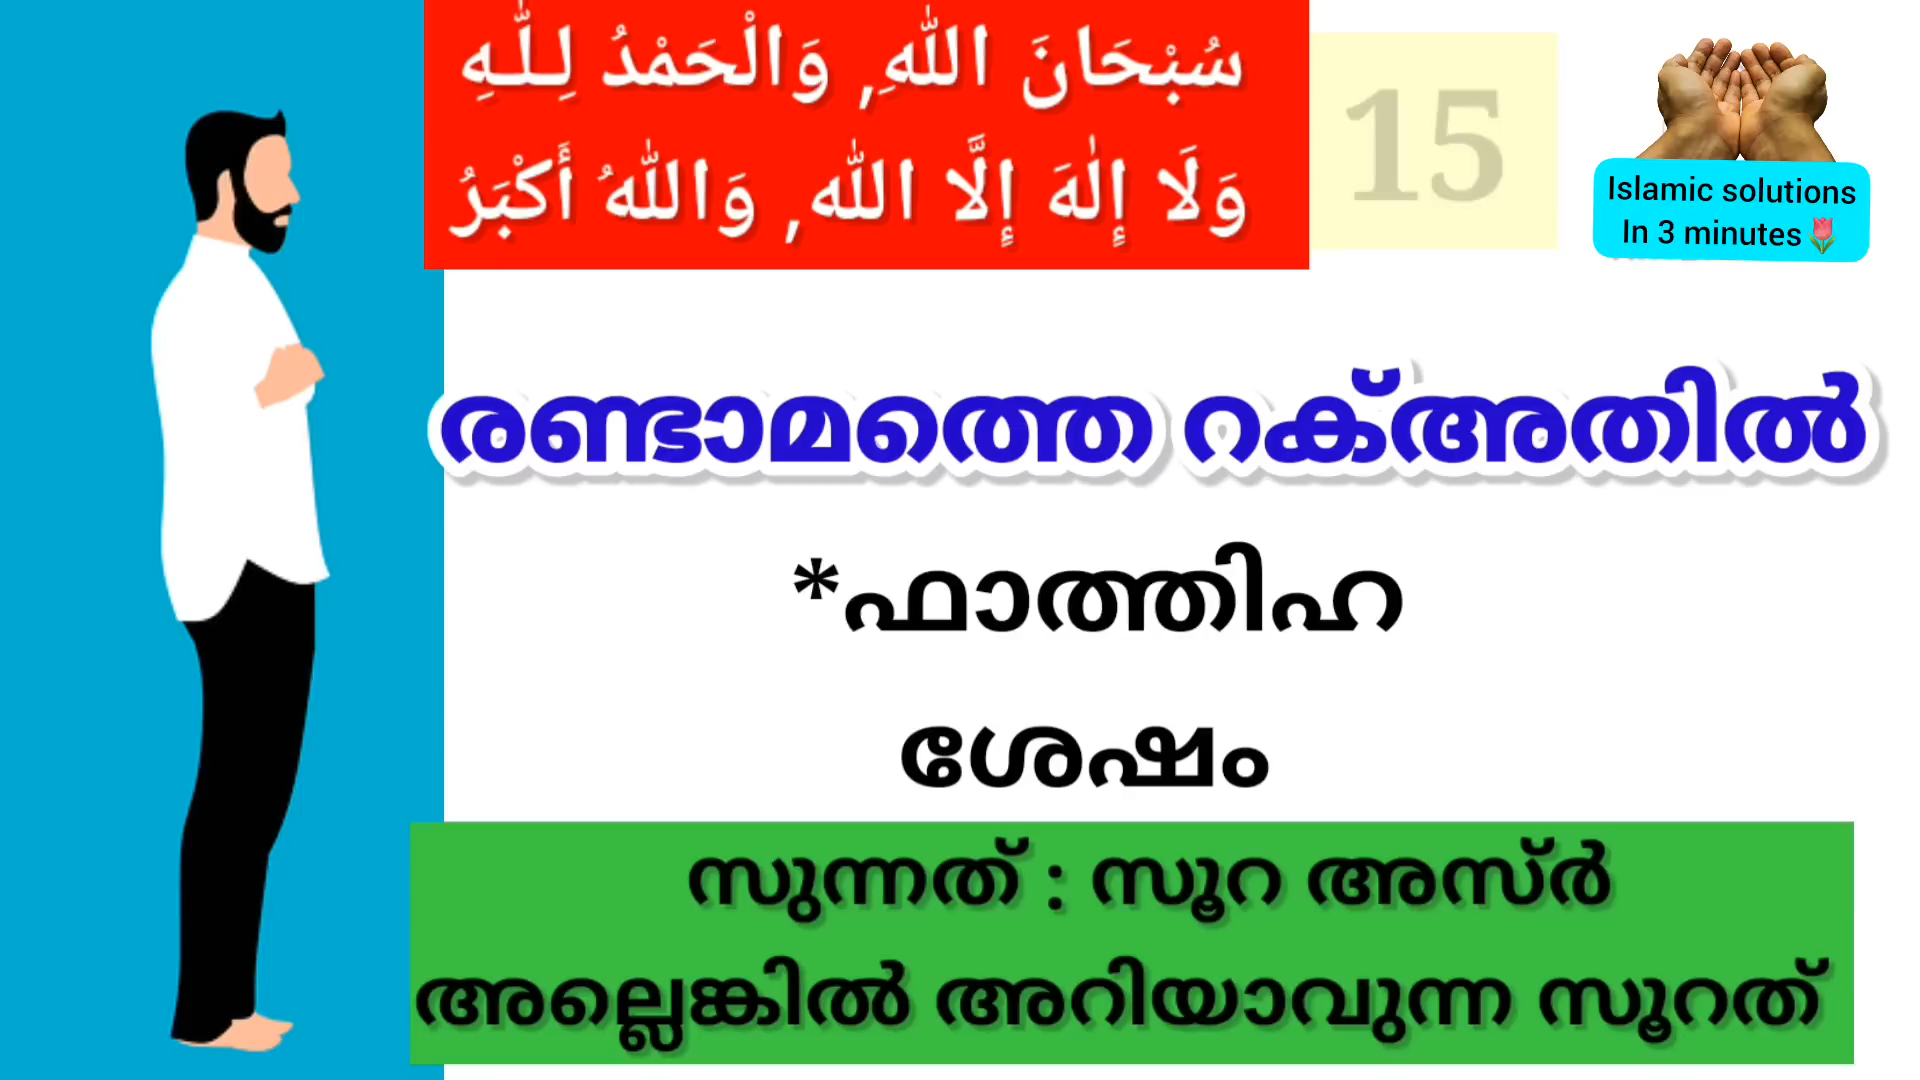 سُبْحَانَ اللّٰهِ, وَالْحَمْدُ لِلّٰهِ
وَلَا إِلٰهَ إِلَّا اللّٰه, وَاللّٰهُ أَكْبَرُ
15
Islamic solutions
In 3 minutes🌷
രണ്ടാമത്തെ റക്അതിൽ
*ഫാത്തിഹ
ശേഷം
സുന്നത് : സൂറ അസ്ർ
അല്ലെങ്കിൽ അറിയാവുന്ന സൂറത്